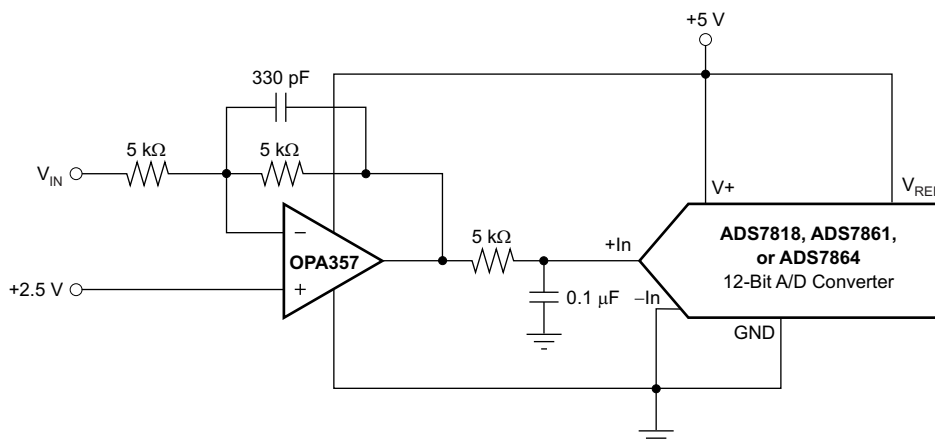 +5 V
330 pF
5 kΩ
5 kΩ
V_IN
V+
V_REF
5 kΩ
+In
ADS7818, ADS7861,
or ADS7864
12-Bit A/D Converter
−
OPA357
+
+2.5 V
0.1 μF
−In
GND